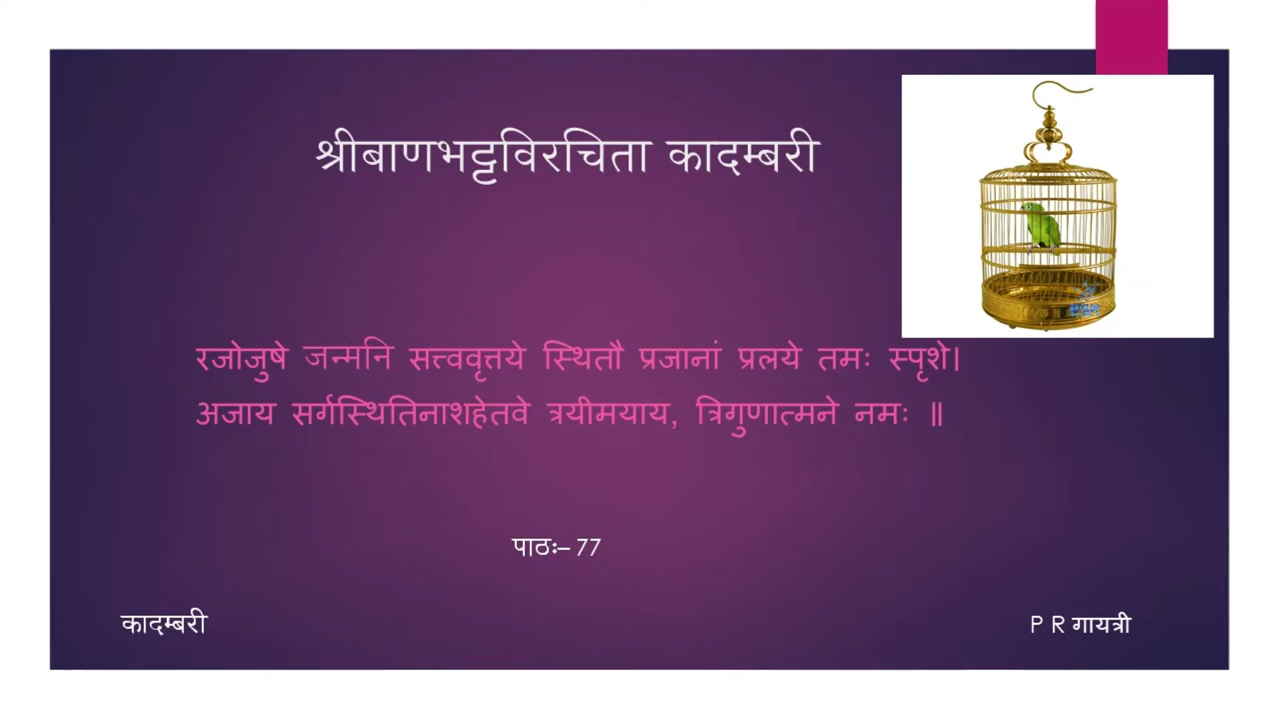 श्रीबाणभट्टविरचिता कादम्बरी
रजोजुषे जन्मनि सत्त्ववृत्तये स्थितौ प्रजानां प्रलये तमः स्पृशे।
अजाय सर्गस्थितिनाशहेतवे त्रयीमयाय, त्रिगुणात्मने नमः ॥
पाठः– 77
कादम्बरी
P R गायत्री